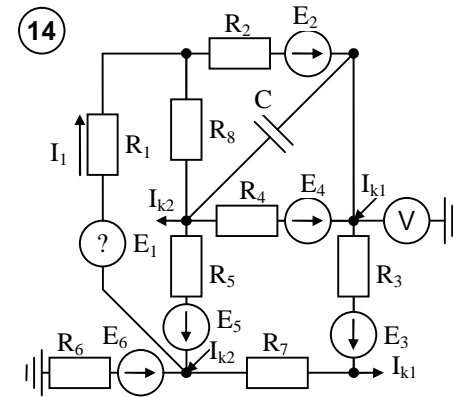 14
R2 E2
C
I1 R1 R8
Ik2 R4 E4 Ik1 V
? E1 R5 R3
R6 E6 E5 Ik2 R7 E3 Ik1